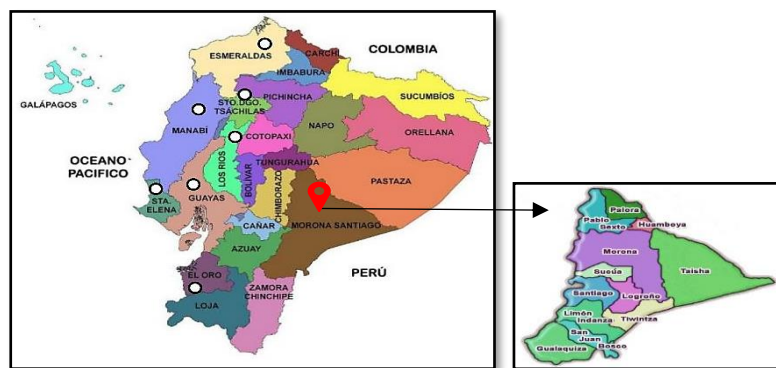 COLOMBIA
ESMERALDAS
CARCHI
IMBABURA
GALÁPAGOS
STO.DGO.
TSÁCHILAS
PICHINCHA
SUCUMBÍOS
MANABÍ
COTOPAXI
NAPO
ORELLANA
OCEANO
PACIFICO
LOS RIOS
BOLIVAR
TUNGURAHUA
PASTAZA
STA.
ELENA
GUAYAS
CHIMBORAZO
CAÑAR
MORONA SANTIAGO
AZUAY
PERÚ
EL ORO
ZAMORA
CHINCHIPE
LOJA
Palora
Pablo
Sexto
Huamboya
Morona
Taisha
Sucúa
Santiago
Logroño
Limón
Indanza
Tiwintza
San
Juan
Bosco
Gualaquiza